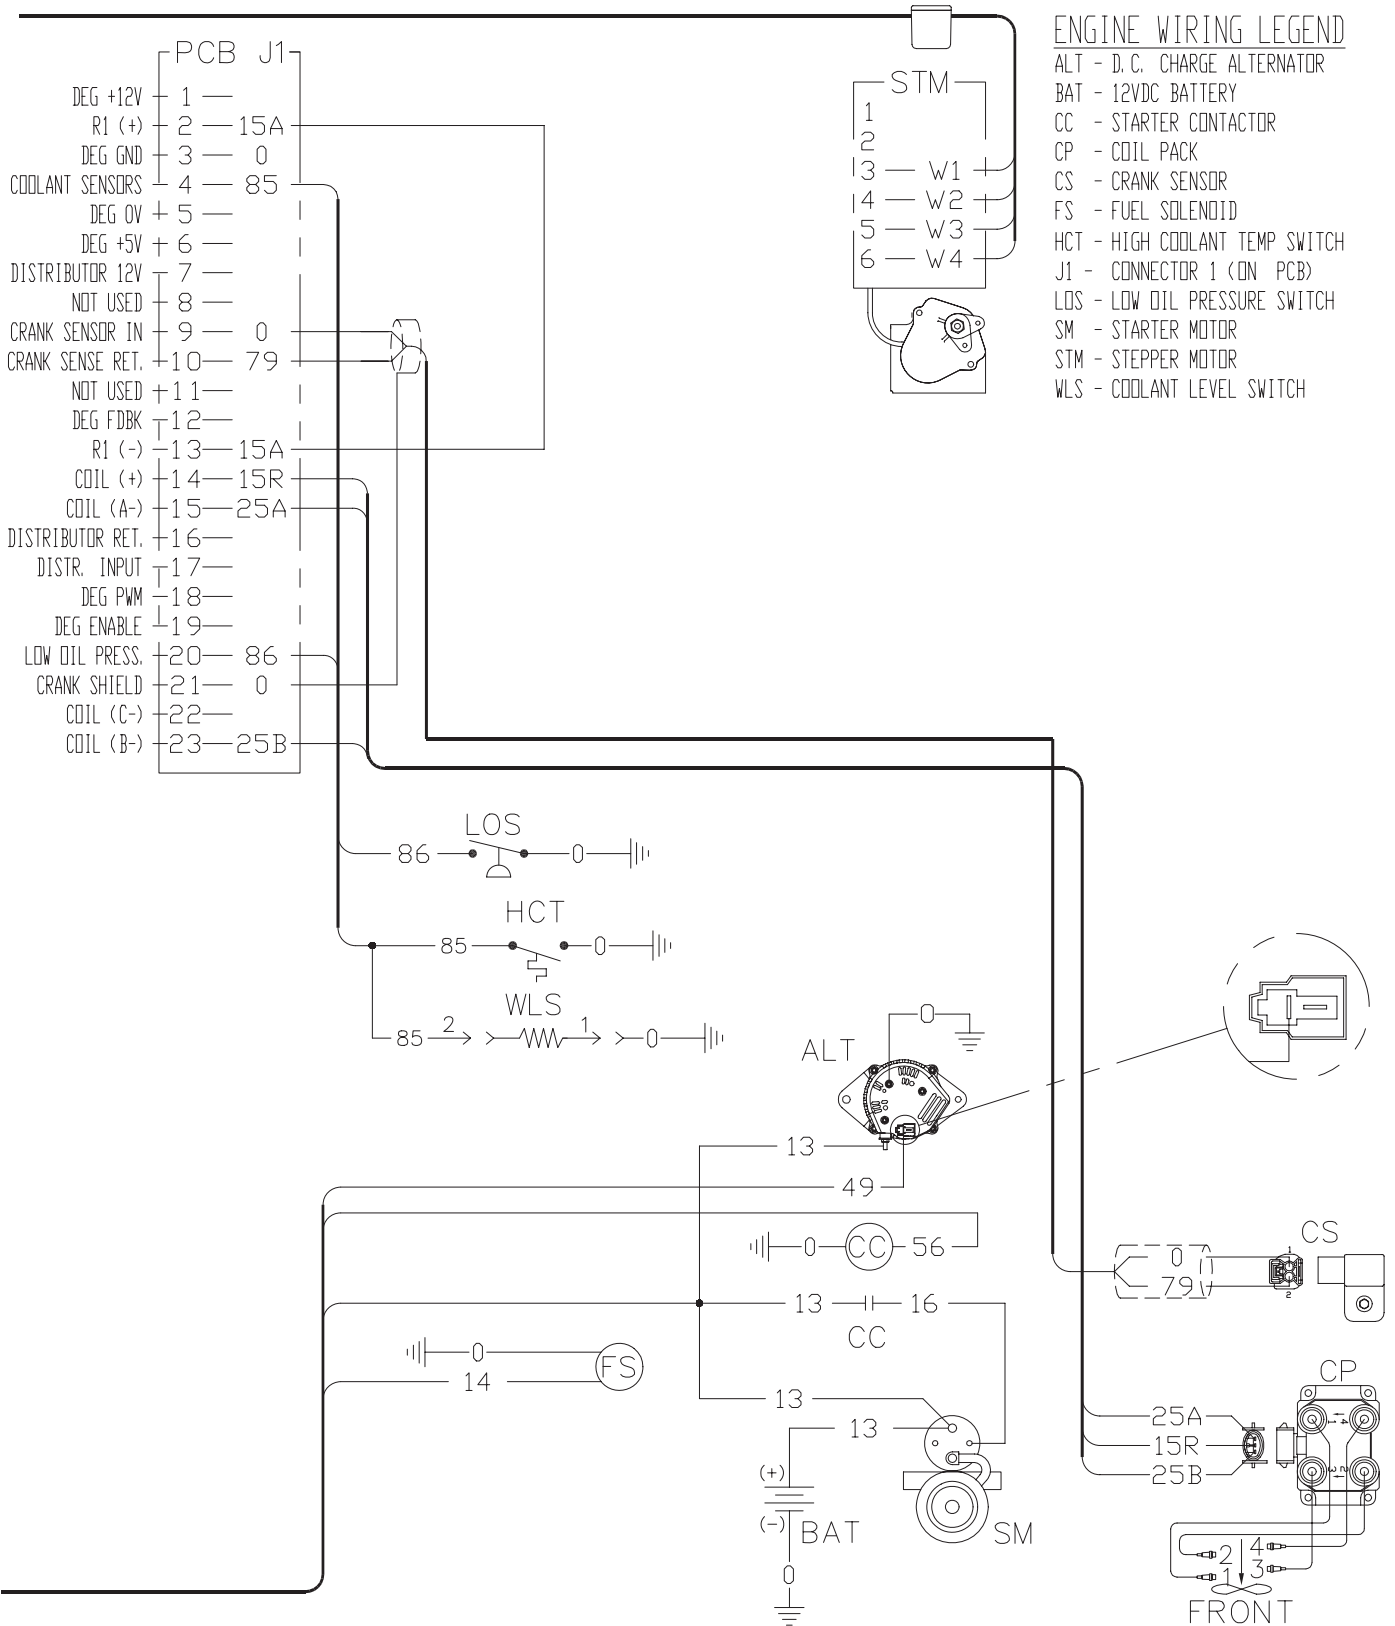 PCB J1
DEG +12V 1
R1 (+) 2 15A
DEG GND 3 0
COOLANT SENSORS 4 85
DEG 0V 5
DEG +5V 6
DISTRIBUTOR 12V 7
NOT USED 8
CRANK SENSOR IN 9 0
CRANK SENSE RET. 10 79
NOT USED 11
DEG FDBK 12
R1 (-) 13 15A
COIL (+) 14 15R
COIL (A-) 15 25A
DISTRIBUTOR RET. 16
DISTR. INPUT 17
DEG PWM 18
DEG ENABLE 19
LOW OIL PRESS. 20 86
CRANK SHIELD 21 0
COIL (C-) 22
COIL (B-) 23 25B
STM
1
2
3 W1
4 W2
5 W3
6 W4
ENGINE WIRING LEGEND
ALT - D.C. CHARGE ALTERNATOR
BAT - 12VDC BATTERY
CC - STARTER CONTACTOR
CP - COIL PACK
CS - CRANK SENSOR
FS - FUEL SOLENOID
HCT - HIGH COOLANT TEMP SWITCH
J1 - CONNECTOR 1 (ON PCB)
LOS - LOW OIL PRESSURE SWITCH
SM - STARTER MOTOR
STM - STEPPER MOTOR
WLS - COOLANT LEVEL SWITCH
LOS
86 0
HCT
85 0
WLS
85 2 1 0
ALT
0
13
49
0 CC 56
13 16
CC
0
FS
14
13
13
(+)
(-)
BAT
SM
0
CS
0
79
1
2
CP
25A
15R
25B
1 4
3 2
2 4
1 3
FRONT